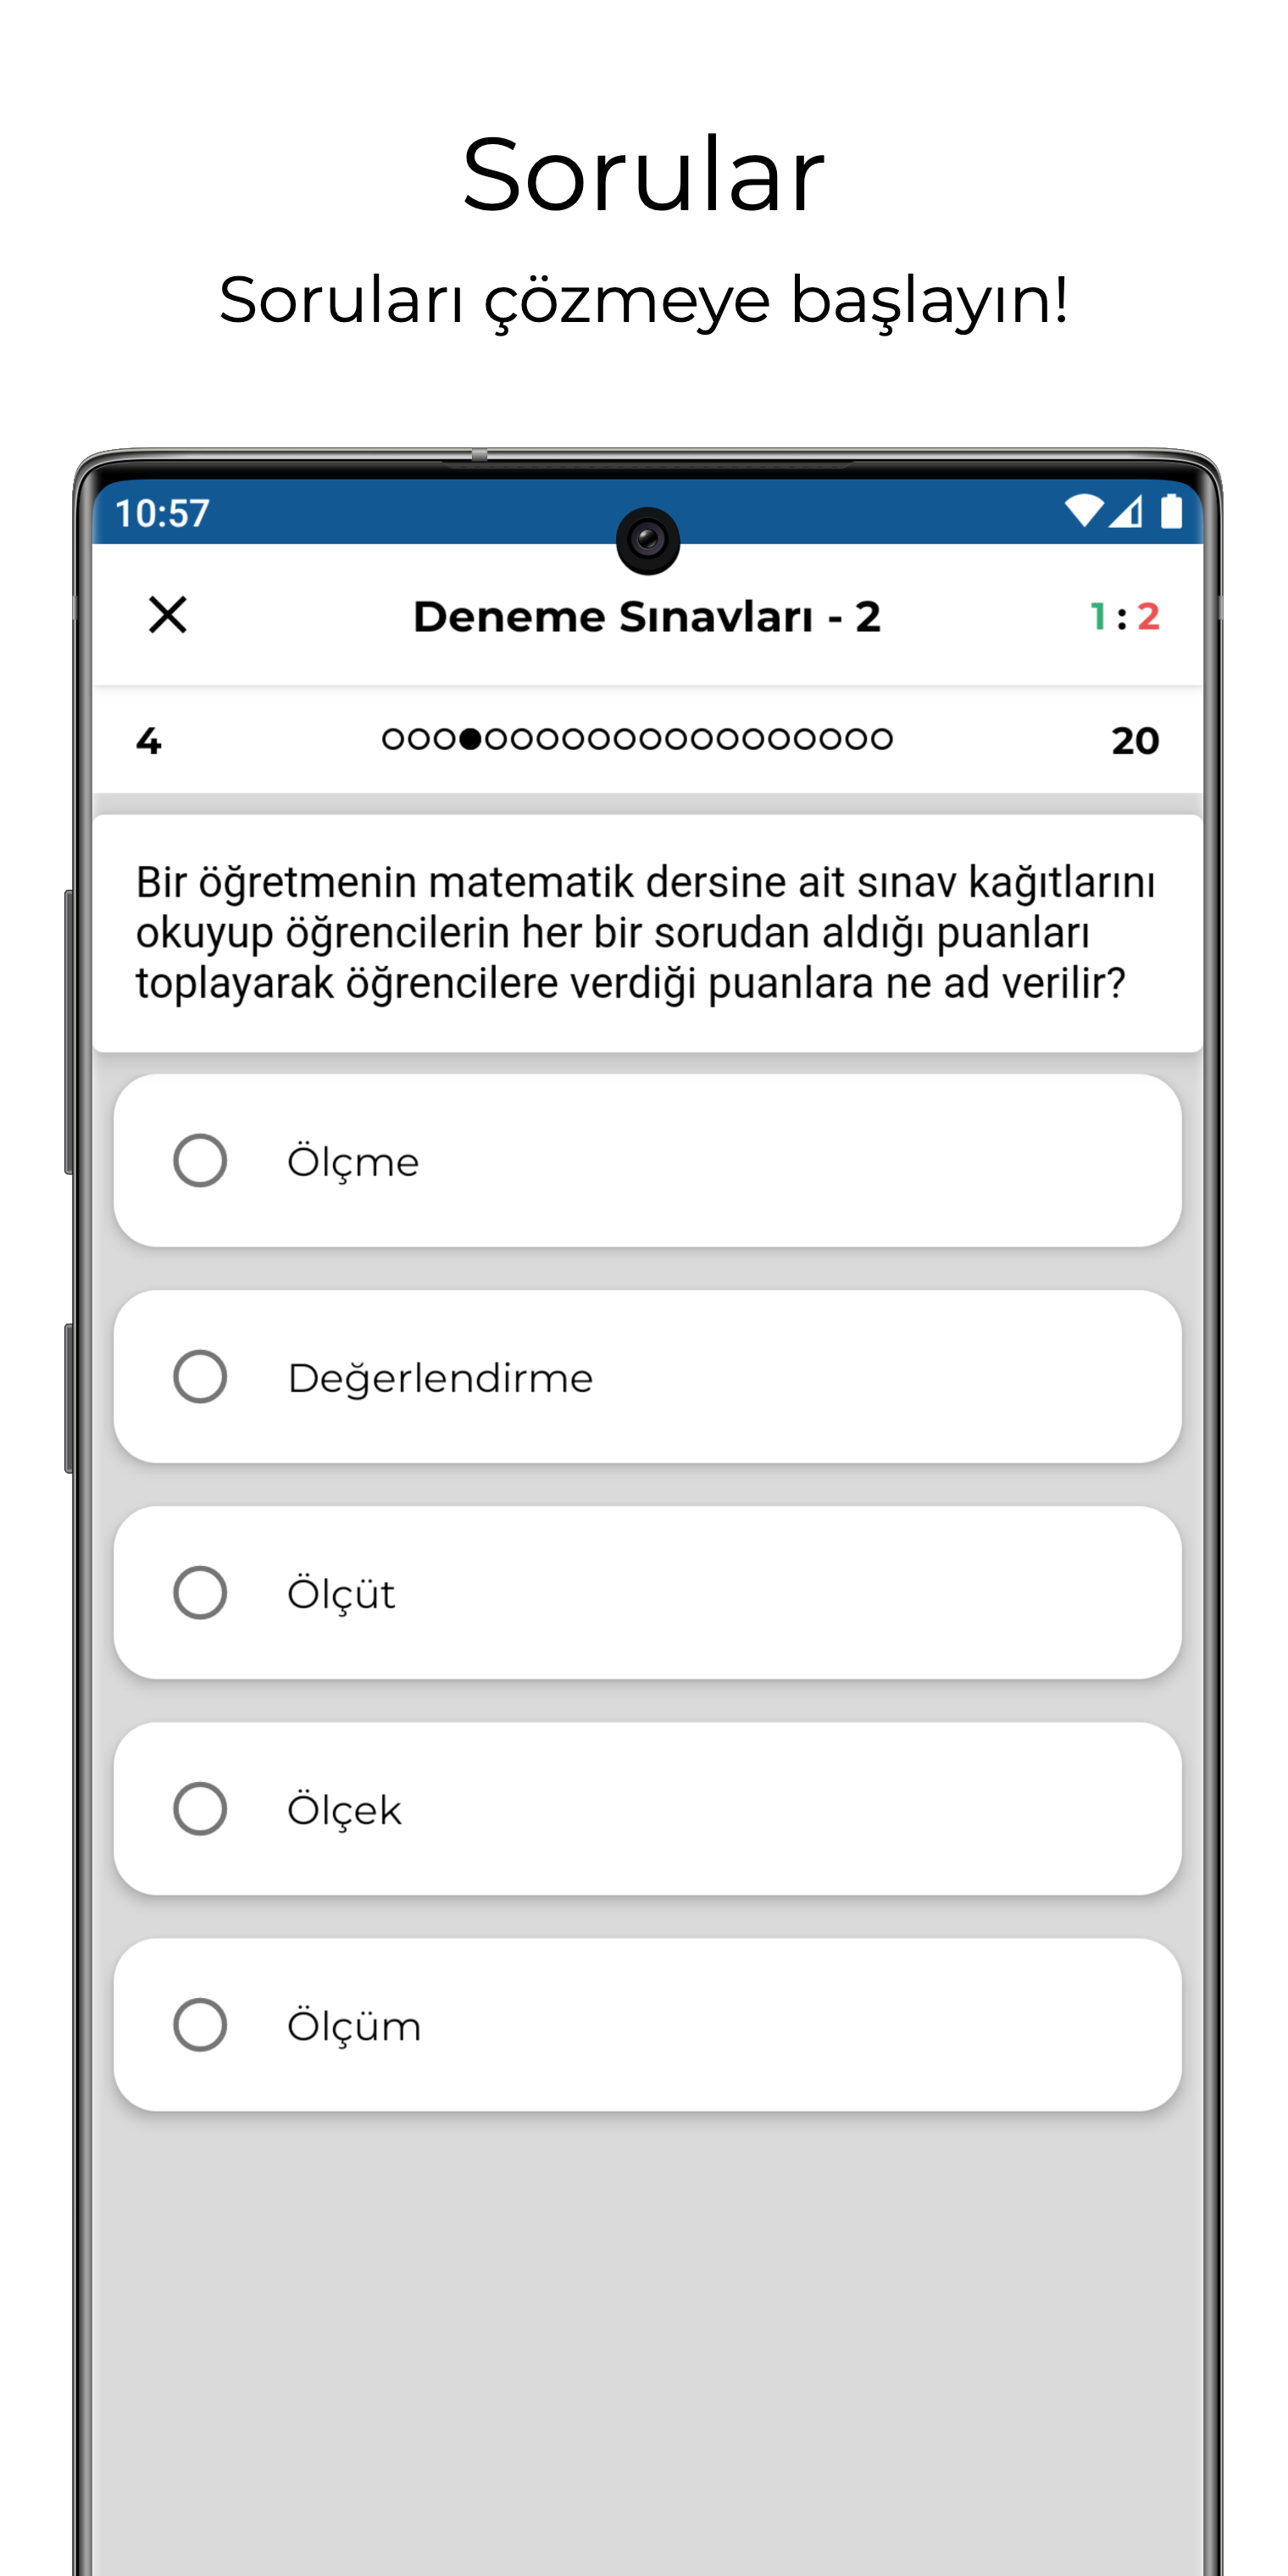 Sorular
Soruları çözmeye başlayın!
10:57
Deneme Sınavları - 2
1 : 2
4
20
Bir öğretmenin matematik dersine ait sınav kağıtlarını
okuyup öğrencilerin her bir sorudan aldığı puanları
toplayarak öğrencilere verdiği puanlara ne ad verilir?
Ölçme
Değerlendirme
Ölçüt
Ölçek
Ölçüm